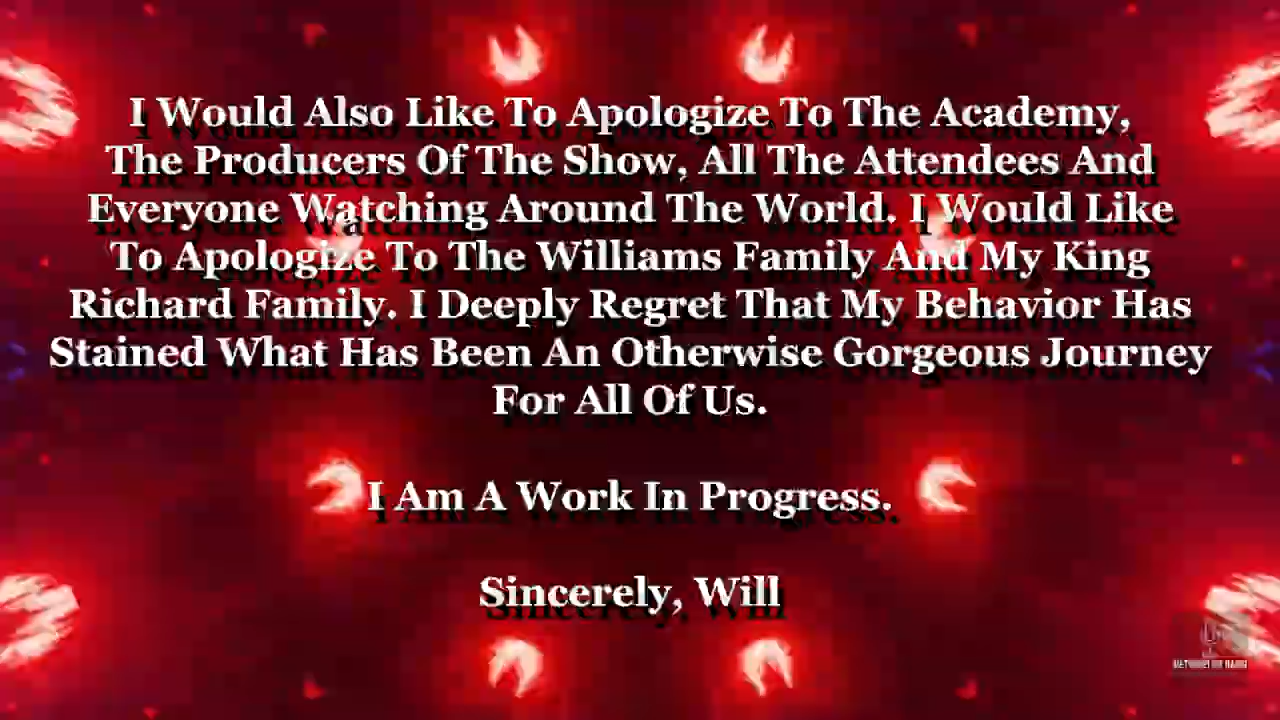 I Would Also Like To Apologize To The Academy,
The Producers Of The Show, All The Attendees And
Everyone Watching Around The World. I Would Like
To Apologize To The Williams Family And My King
Richard Family. I Deeply Regret That My Behavior Has
Stained What Has Been An Otherwise Gorgeous Journey
For All Of Us.
I Am A Work In Progress.
Sincerely, Will